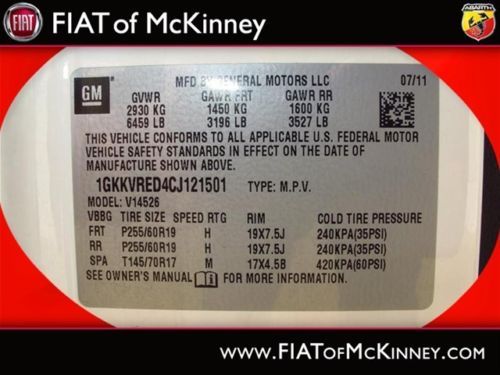 FIAT
FIAT of McKinney
ABARTH
GM
MFD BY GENERAL MOTORS LLC 07/11
GVWR GAWR FRT GAWR RR
2930 KG 1450 KG 1600 KG
6459 LB 3196 LB 3527 LB
THIS VEHICLE CONFORMS TO ALL APPLICABLE U.S. FEDERAL MOTOR
VEHICLE SAFETY STANDARDS IN EFFECT ON THE DATE OF
MANUFACTURE SHOWN ABOVE.
1GKKVRED4CJ121501 TYPE: M.P.V.
MODEL: V14526
VBBG TIRE SIZE SPEED RTG RIM COLD TIRE PRESSURE
FRT P255/60R19 H 19X7.5J 240KPA(35PSI)
RR P255/60R19 H 19X7.5J 240KPA(35PSI)
SPA T145/70R17 M 17X4.5B 420KPA(60PSI)
SEE OWNER'S MANUAL FOR MORE INFORMATION
www.FIATofMcKinney.com